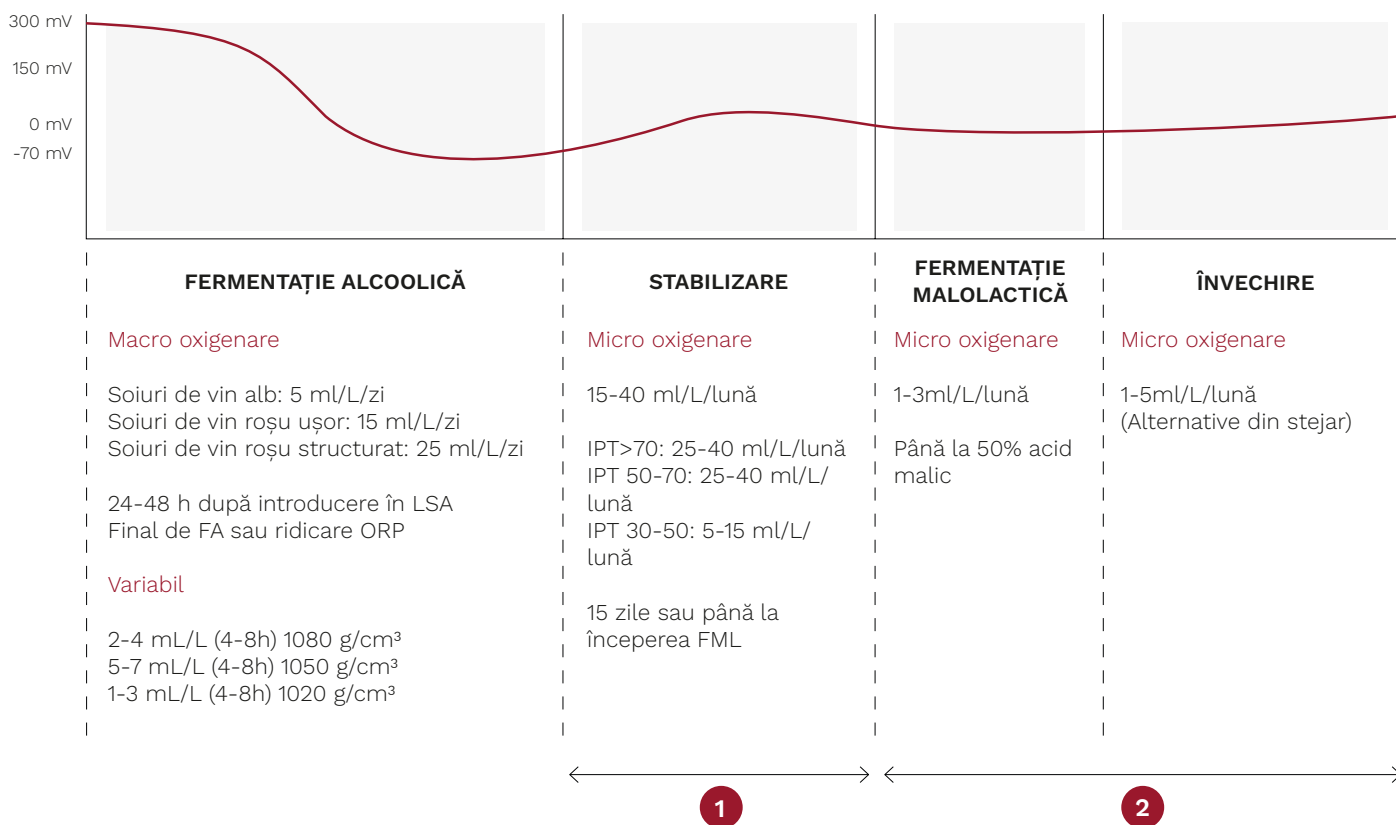 300 mV
150 mV
0 mV
-70 mV
FERMENTAȚIE ALCOOLICĂ
Macro oxigenare
Soiuri de vin alb: 5 ml/L/zi
Soiuri de vin roșu ușor: 15 ml/L/zi
Soiuri de vin roșu structurat: 25 ml/L/zi
24-48 h după introducere în LSA
Final de FA sau ridicare ORP
Variabil
2-4 mL/L (4-8h) 1080 g/cm³
5-7 mL/L (4-8h) 1050 g/cm³
1-3 mL/L (4-8h) 1020 g/cm³
STABILIZARE
Micro oxigenare
15-40 ml/L/lună
IPT>70: 25-40 ml/L/lună
IPT 50-70: 25-40 ml/L/
lună
IPT 30-50: 5-15 ml/L/
lună
15 zile sau până la
începerea FML
FERMENTAȚIE
MALOLACTICĂ
Micro oxigenare
1-3ml/L/lună
Până la 50% acid
malic
ÎNVECHIRE
Micro oxigenare
1-5ml/L/lună
(Alternative din stejar)
1
2